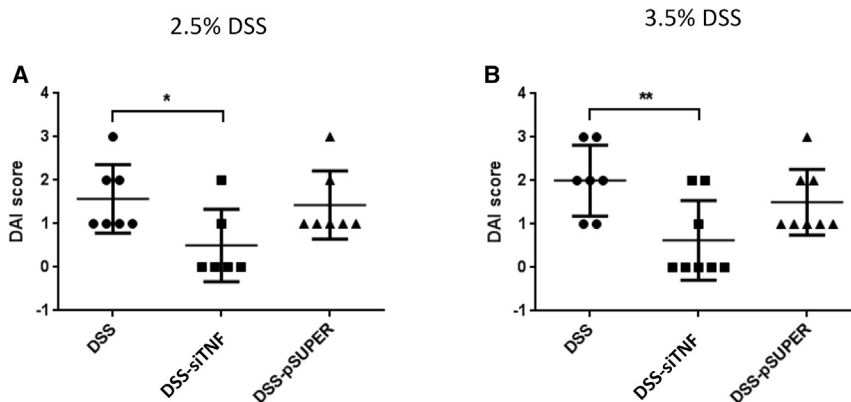 2.5% DSS
3.5% DSS
A
*
DAI score
4
3
2
1
0
-1
DSS
DSS-siTNF
DSS-pSUPER
B
**
DAI score
4
3
2
1
0
-1
DSS
DSS-siTNF
DSS-pSUPER